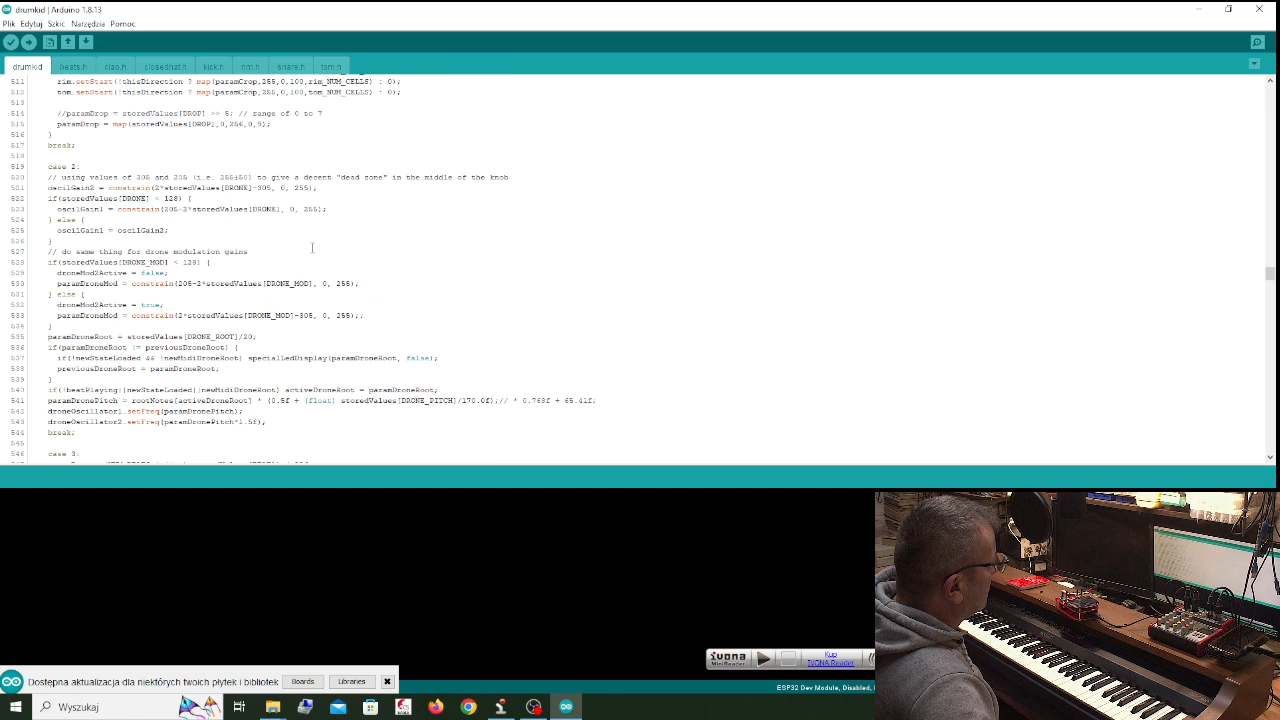 drumkid | Arduino 1.8.13
Plik Edytuj Szkic Narzędzia Pomoc
drumkid beats.h clap.h closedhat.h kick.h rim.h snare.h tom.h
511 rim.setStart(!thisDirection ? map(paramCrop,255,0,100,rim_NUM_CELLS) : 0);
512 tom.setStart(!thisDirection ? map(paramCrop,255,0,100,tom_NUM_CELLS) : 0);
513
514 //paramDrop = storedValues[DROP] >> 5; // range of 0 to 7
515 paramDrop = map(storedValues[DROP],0,256,0,9);
516 }
517 break;
518
519 case 2:
520 // using values of 305 and 205 (i.e. 255±50) to give a decent "dead zone" in the middle of the knob
521 oscilGain2 = constrain(2*storedValues[DRONE]-305, 0, 255);
522 if(storedValues[DRONE] < 128) {
523 oscilGain1 = constrain(205-2*storedValues[DRONE], 0, 255);
524 } else {
525 oscilGain1 = oscilGain2;
526 }
527 // do same thing for drone modulation gains
528 if(storedValues[DRONE_MOD] < 128) {
529 droneMod2Active = false;
530 paramDroneMod = constrain(205-2*storedValues[DRONE_MOD], 0, 255);
531 } else {
532 droneMod2Active = true;
533 paramDroneMod = constrain(2*storedValues[DRONE_MOD]-305, 0, 255);;
534 }
535 paramDroneRoot = storedValues[DRONE_ROOT]/20;
536 if(paramDroneRoot != previousDroneRoot) {
537 if(!newStateLoaded && !newMidiDroneRoot) specialLedDisplay(paramDroneRoot, false);
538 previousDroneRoot = paramDroneRoot;
539 }
540 if(!beatPlaying||newStateLoaded||newMidiDroneRoot) activeDroneRoot = paramDroneRoot;
541 paramDronePitch = rootNotes[activeDroneRoot] * (0.5f + (float) storedValues[DRONE_PITCH]/170.0f);// * 0.768f + 65.41f;
542 droneOscillator1.setFreq(paramDronePitch);
543 droneOscillator2.setFreq(paramDronePitch*1.5f);
544 break;
545
546 case 3:
IVONA MiniReader
Kup
IVONA Reader
Dostępna aktualizacja dla niektórych twoich płytek i bibliotek Boards Libraries
ESP32 Dev Module, Disabled,
Wyszukaj